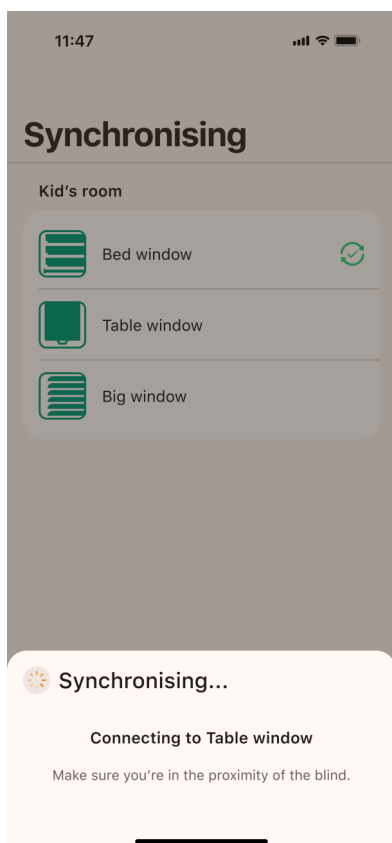 11:47
Synchronising
Kid's room
Bed window
Table window
Big window
Synchronising...
Connecting to Table window
Make sure you're in the proximity of the blind.